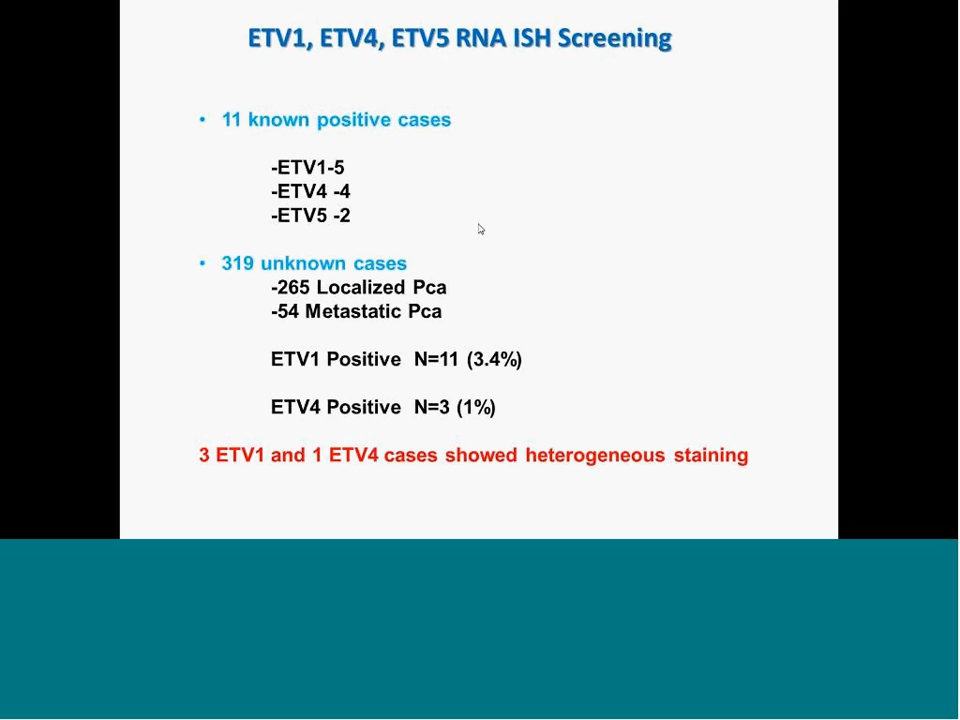 ETV1, ETV4, ETV5 RNA ISH Screening
• 11 known positive cases
-ETV1-5
-ETV4 -4
-ETV5 -2
• 319 unknown cases
-265 Localized Pca
-54 Metastatic Pca
ETV1 Positive N=11 (3.4%)
ETV4 Positive N=3 (1%)
3 ETV1 and 1 ETV4 cases showed heterogeneous staining